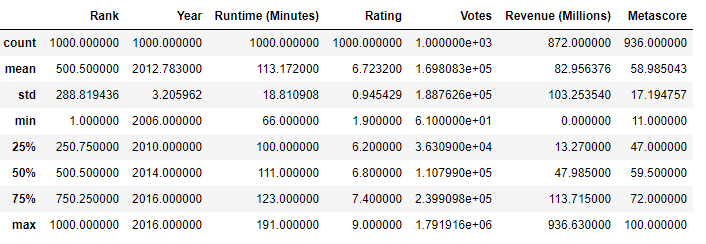 Rank Year Runtime (Minutes) Rating Votes Revenue (Millions) Metascore
count 1000.000000 1000.000000 1000.000000 1000.000000 1.000000e+03 872.000000 936.000000
mean 500.500000 2012.783000 113.172000 6.723200 1.698083e+05 82.956376 58.985043
std 288.819436 3.205962 18.810908 0.945429 1.887626e+05 103.253540 17.194757
min 1.000000 2006.000000 66.000000 1.900000 6.100000e+01 0.000000 11.000000
25% 250.750000 2010.000000 100.000000 6.200000 3.630900e+04 13.270000 47.000000
50% 500.500000 2014.000000 111.000000 6.800000 1.107990e+05 47.985000 59.500000
75% 750.250000 2016.000000 123.000000 7.400000 2.399098e+05 113.715000 72.000000
max 1000.000000 2016.000000 191.000000 9.000000 1.791916e+06 936.630000 100.000000